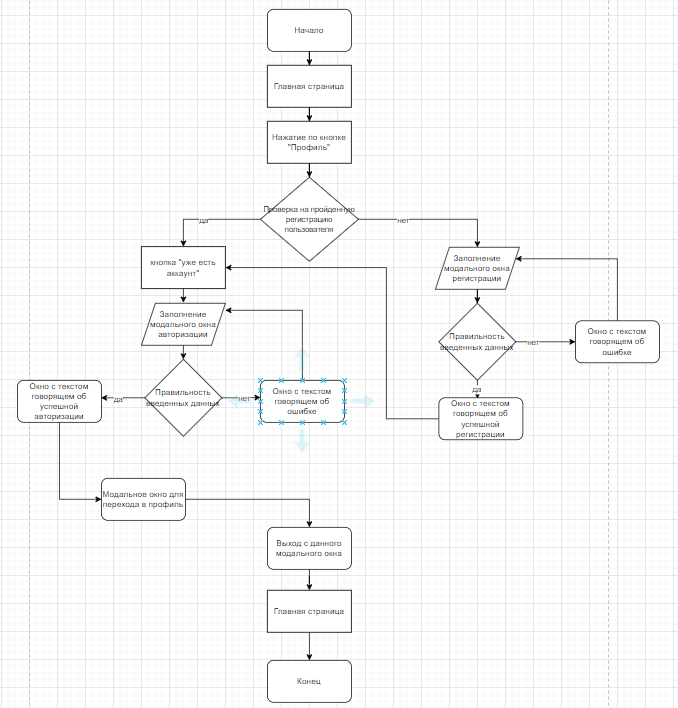 Начало
Главная страница
Нажатие по кнопке
"Профиль"
Проверка на пройденную
регистрацию
пользователя
да
нет
кнопка "уже есть
аккаунт"
Заполнение
модального окна
регистрации
Заполнение
модального окна
авторизации
Правильность
введенных данных
нет
Окно с текстом
говорящем об
ошибке
да
Окно с текстом
говорящем об
успешной
регистрации
Правильность
введенных данных
да
нет
Окно с текстом
говорящем об
успешной
авторизации
Окно с текстом
говорящем об
ошибке
Модальное окно для
перехода в профиль
Выход с данного
модального окна
Главная страница
Конец